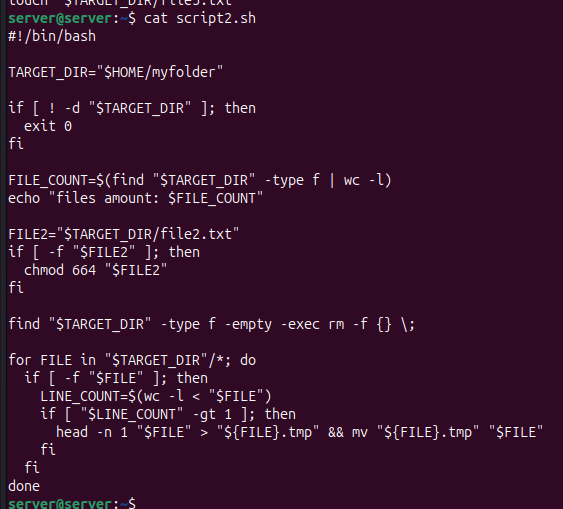 touch "$TARGET_DIR/file5.txt"
server@server:~$ cat script2.sh
#!/bin/bash

TARGET_DIR="$HOME/myfolder"

if [ ! -d "$TARGET_DIR" ]; then
  exit 0
fi

FILE_COUNT=$(find "$TARGET_DIR" -type f | wc -l)
echo "files amount: $FILE_COUNT"

FILE2="$TARGET_DIR/file2.txt"
if [ -f "$FILE2" ]; then
  chmod 664 "$FILE2"
fi

find "$TARGET_DIR" -type f -empty -exec rm -f {} \;

for FILE in "$TARGET_DIR"/*; do
  if [ -f "$FILE" ]; then
    LINE_COUNT=$(wc -l < "$FILE")
    if [ "$LINE_COUNT" -gt 1 ]; then
      head -n 1 "$FILE" > "${FILE}.tmp" && mv "${FILE}.tmp" "$FILE"
    fi
  fi
done
server@server:~$